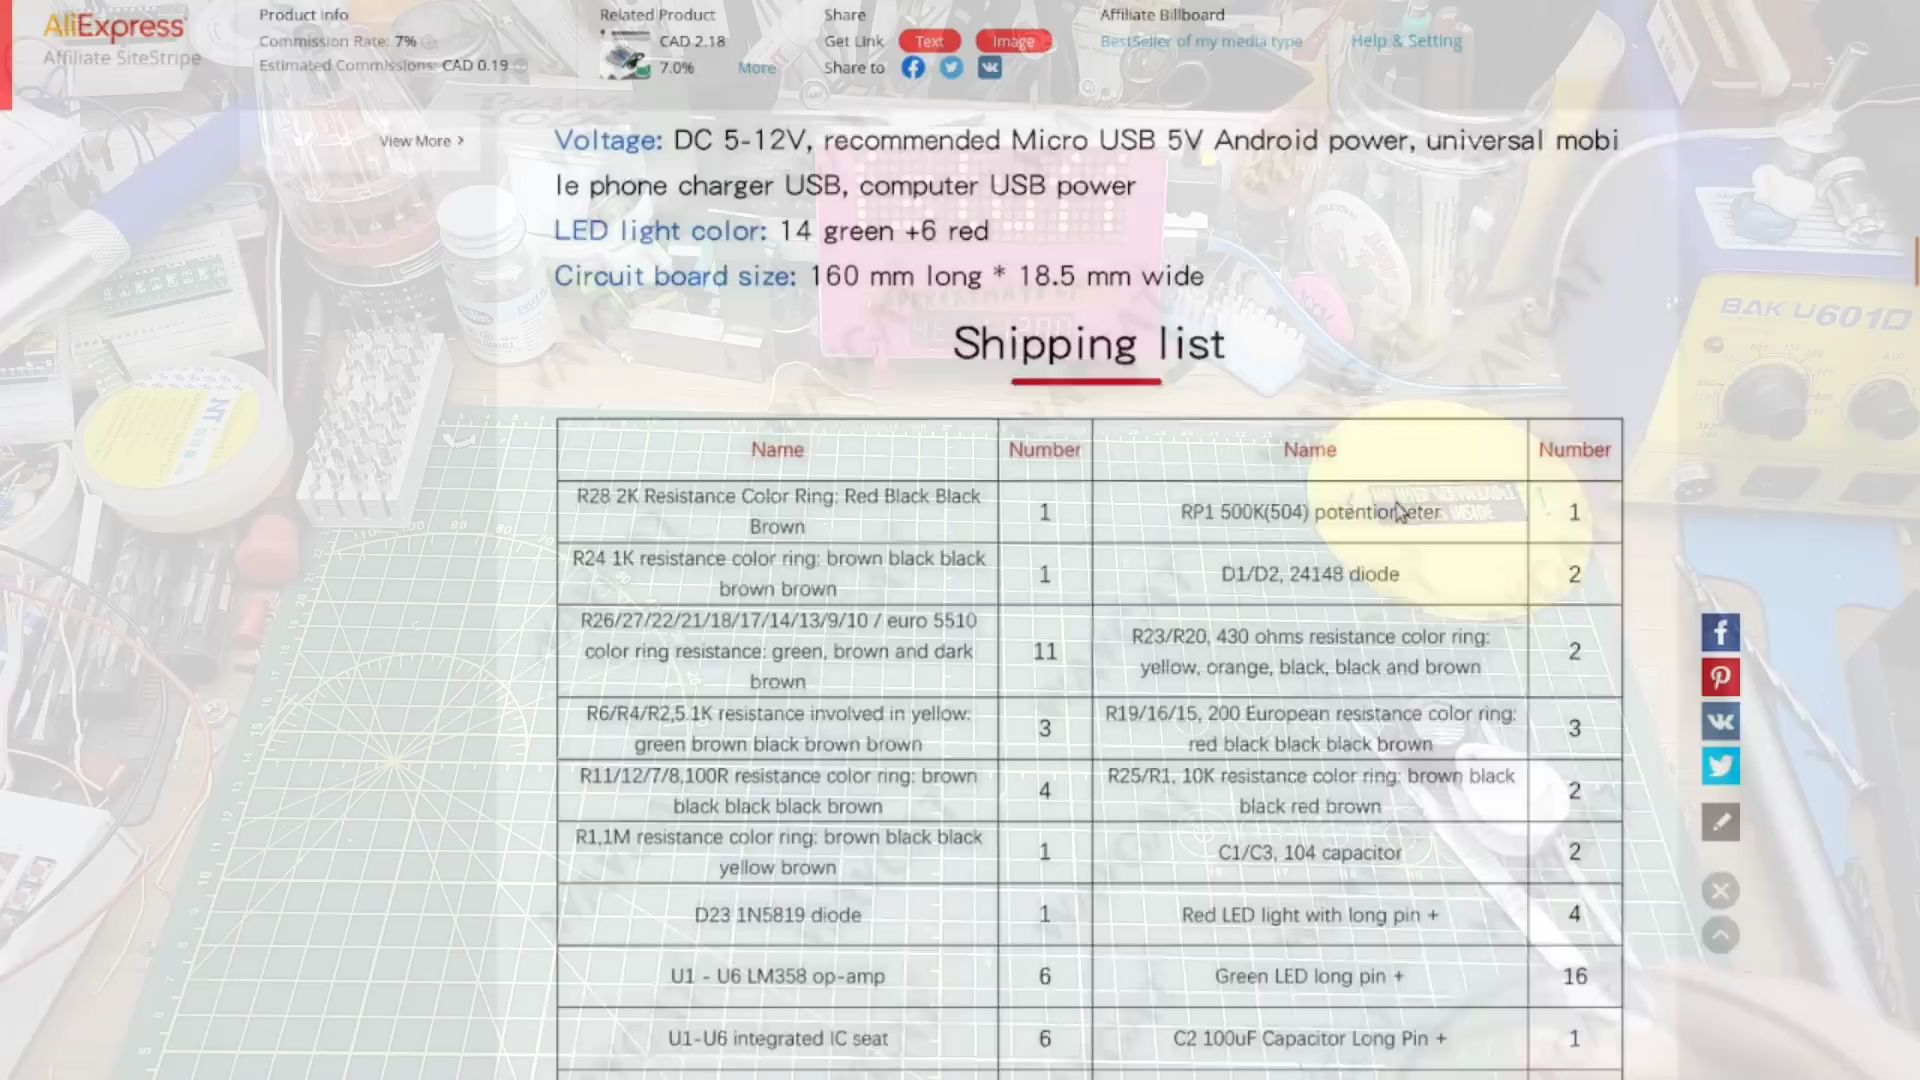 AliExpress
Affiliate SiteStripe
Product info
Commission Rate: 7%
Estimated Commissions: CAD 0.19
Related Product
CAD 2.18
7.0%
More
Share
Get Link
Text
Image
Share to
Affiliate Billboard
BestSeller of my media type
Help & Setting
View More >
Voltage: DC 5-12V, recommended Micro USB 5V Android power, universal mobi
le phone charger USB, computer USB power
LED light color: 14 green +6 red
Circuit board size: 160 mm long * 18.5 mm wide
BAKU601D
Shipping list
NT
Name Number Name Number
R28 2K Resistance Color Ring: Red Black Black
Brown
1
RP1 500K(504) potentiometer
1
R24 1K resistance color ring: brown black black
brown brown
1
D1/D2, 24148 diode
2
R26/27/22/21/18/17/14/13/9/10 / euro 5510
color ring resistance: green, brown and dark
brown
11
R23/R20, 430 ohms resistance color ring:
yellow, orange, black, black and brown
2
R6/R4/R2,5.1K resistance involved in yellow:
green brown black brown brown
3
R19/16/15, 200 European resistance color ring:
red black black black brown
3
R11/12/7/8,100R resistance color ring: brown
black black black brown
4
R25/R1, 10K resistance color ring: brown black
black red brown
2
R1,1M resistance color ring: brown black black
yellow brown
1
C1/C3, 104 capacitor
2
D23 1N5819 diode
1
Red LED light with long pin +
4
U1 - U6 LM358 op-amp
6
Green LED long pin +
16
U1-U6 integrated IC seat
6
C2 100uF Capacitor Long Pin +
1